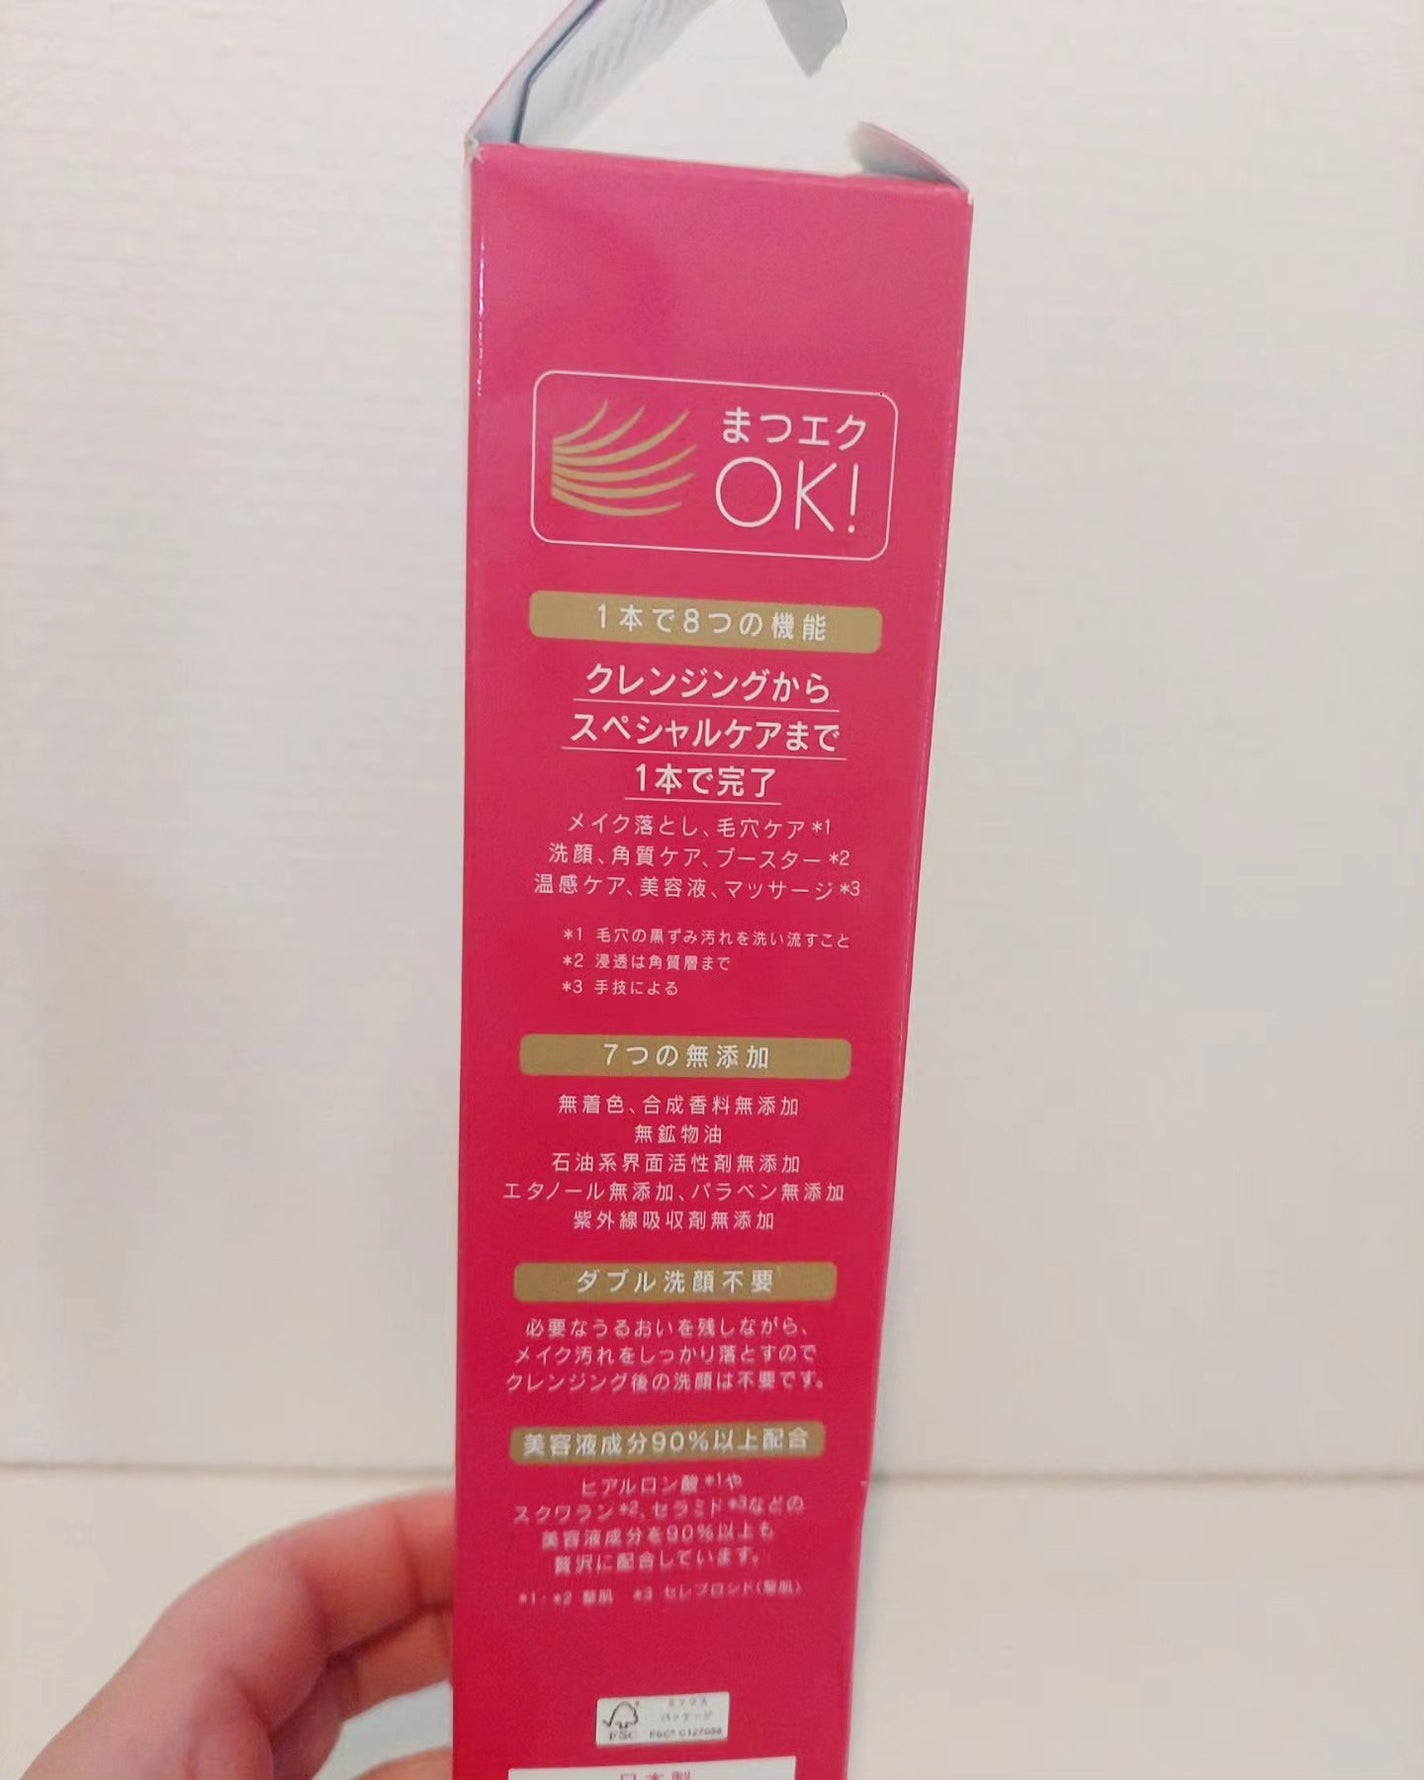 まつエク
OK!
1本で8つの機能
クレンジングから
スペシャルケアまで
1本で完了
メイク落とし、毛穴ケア*1
洗顔、角質ケア、ブースター*2
温感ケア、美容液、マッサージ*3
*1 毛穴の黒ずみ汚れを洗い流すこと
*2 浸透は角質層まで
*3 手技による
7つの無添加
無着色、合成香料無添加
無鉱物油
石油系界面活性剤無添加
エタノール無添加、パラベン無添加
紫外線吸収剤無添加
ダブル洗顔不要
必要なうるおいを残しながら、
メイク汚れをしっかり落とすので
クレンジング後の洗顔は不要です。
美容液成分90%以上配合
ヒアルロン酸*1や
スクワラン*2、セラミド*3などの
美容液成分を90%以上も
贅沢に配合しています。
*1・*2 整肌 *3 セレブロシド(整肌)
ミックス
パッケージ
FSC
日本製